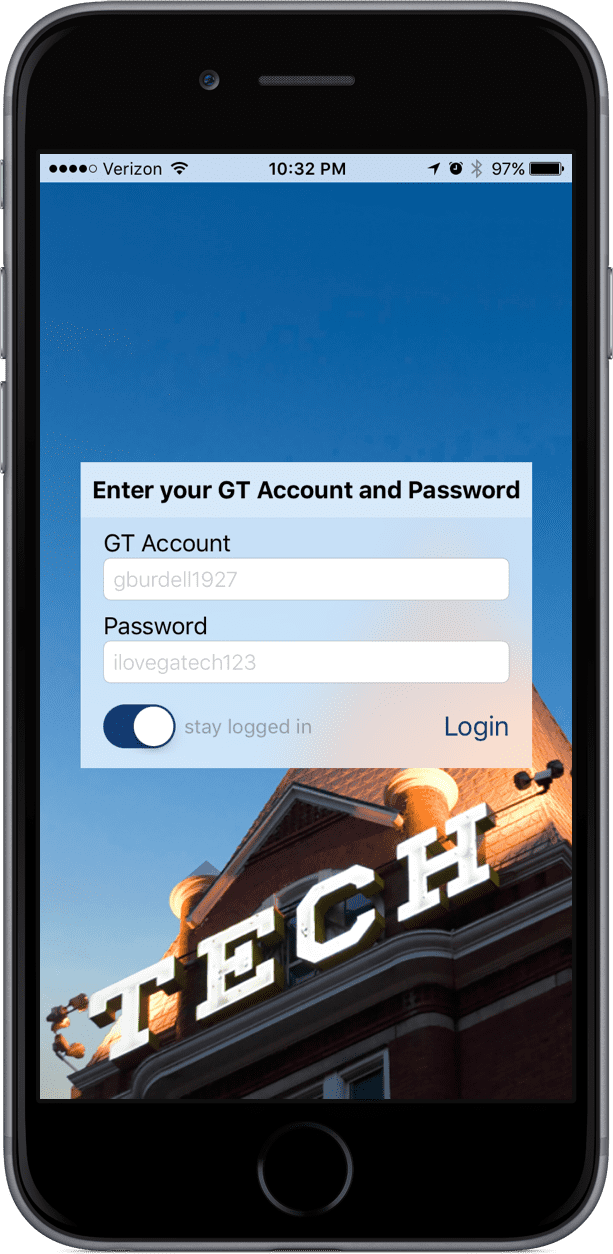 Verizon 10:32 PM 97%
Enter your GT Account and Password
GT Account
gburdell1927
Password
ilovegatech123
stay logged in Login
TECH